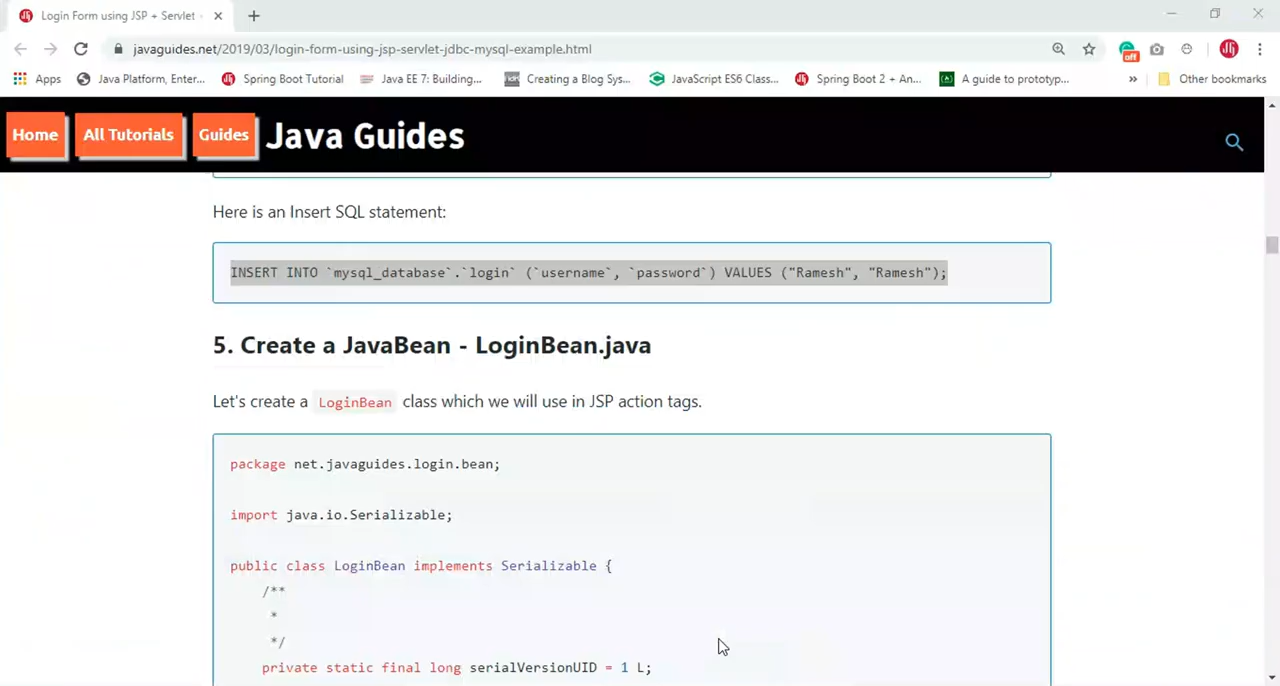 Login Form using JSP + Servlet
javaguides.net/2019/03/login-form-using-jsp-servlet-jdbc-mysql-example.html
off
Apps Java Platform, Enter... Spring Boot Tutorial Java EE 7: Building... Creating a Blog Sys... JavaScript ES6 Class... Spring Boot 2 + An... A guide to prototyp... » Other bookmarks
Home All Tutorials Guides Java Guides
Here is an Insert SQL statement:
INSERT INTO `mysql_database`.`login` (`username`, `password`) VALUES ("Ramesh", "Ramesh");
5. Create a JavaBean - LoginBean.java
Let's create a LoginBean class which we will use in JSP action tags.
package net.javaguides.login.bean;
import java.io.Serializable;
public class LoginBean implements Serializable {
/**
*
*/
private static final long serialVersionUID = 1 L;